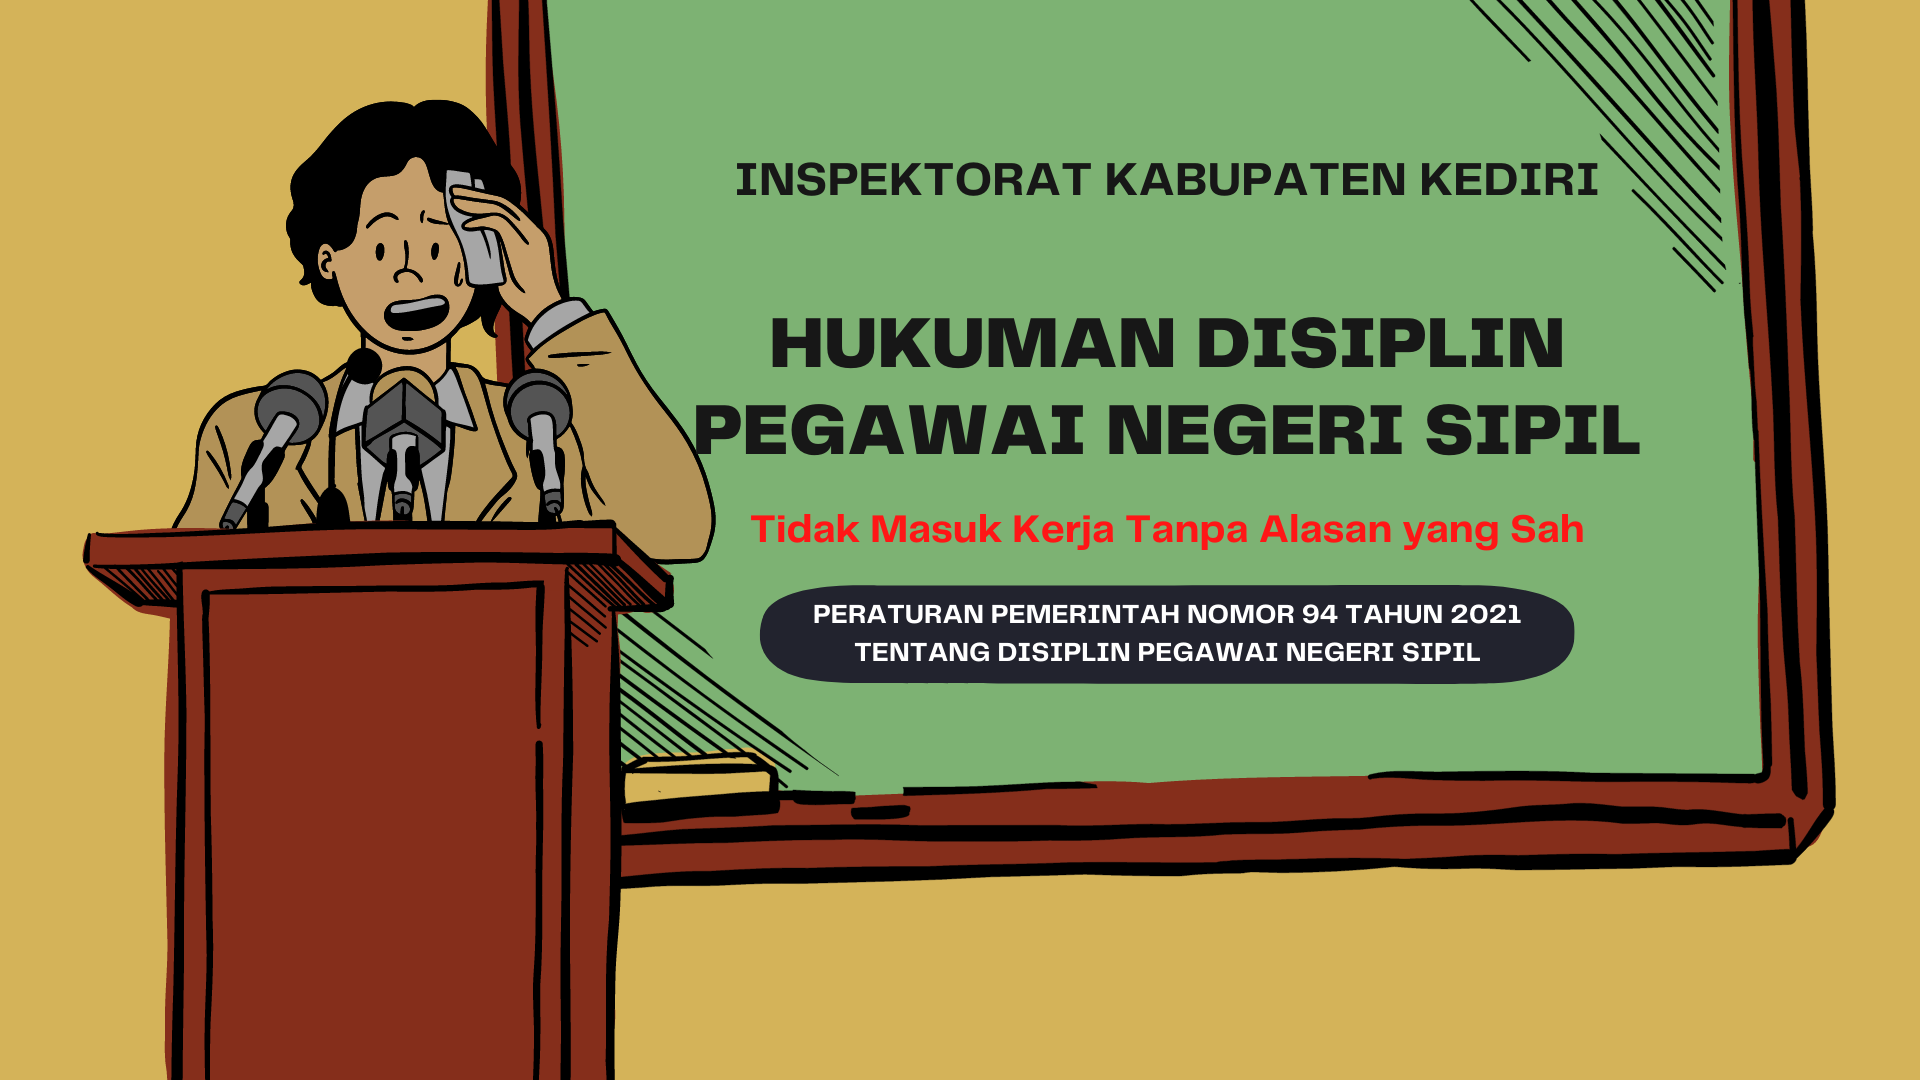 INSPEKTORAT KABUPATEN KEDIRI
HUKUMAN DISIPLIN
PEGAWAI NEGERI SIPIL
Tidak Masuk Kerja Tanpa Alasan yang Sah
PERATURAN PEMERINTAH NOMOR 94 TAHUN 2021
TENTANG DISIPLIN PEGAWAI NEGERI SIPIL